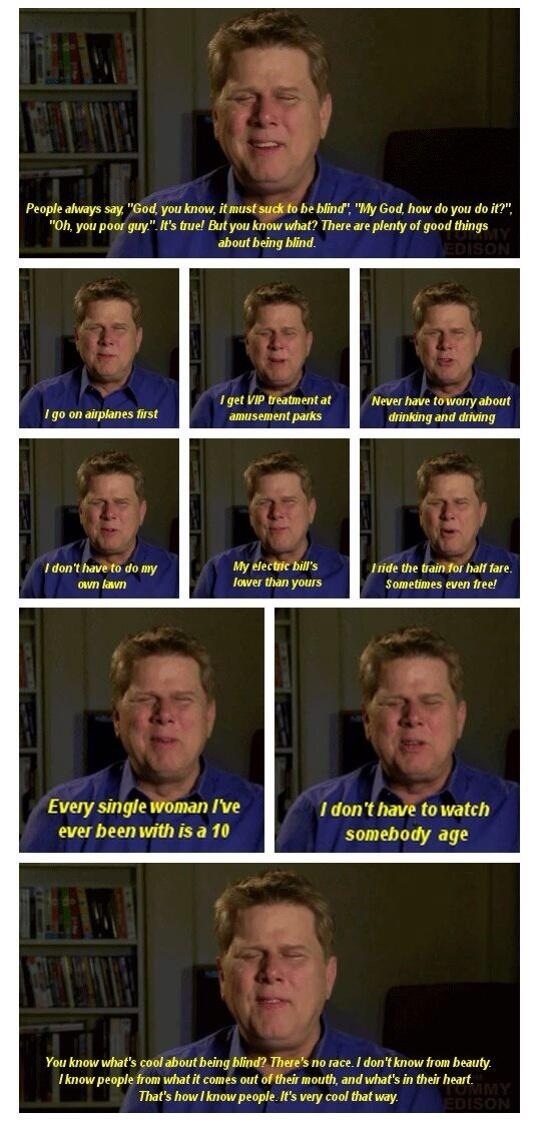 People always say, "God, you know, it must suck to be blind", "My God, how do you do it?",
"Oh, you poor guy.". It's true! But you know what? There are plenty of good things
about being blind.
TOMMY
EDISON
I go on airplanes first
I get VIP treatment at
amusement parks
Never have to worry about
drinking and driving
I don't have to do my
own lawn
My electric bill's
lower than yours
I ride the train for half fare.
Sometimes even free!
Every single woman I've
ever been with is a 10
I don't have to watch
somebody age
You know what's cool about being blind? There's no race. I don't know from beauty.
I know people from what it comes out of their mouth, and what's in their heart.
That's how I know people. It's very cool that way.
TOMMY
EDISON